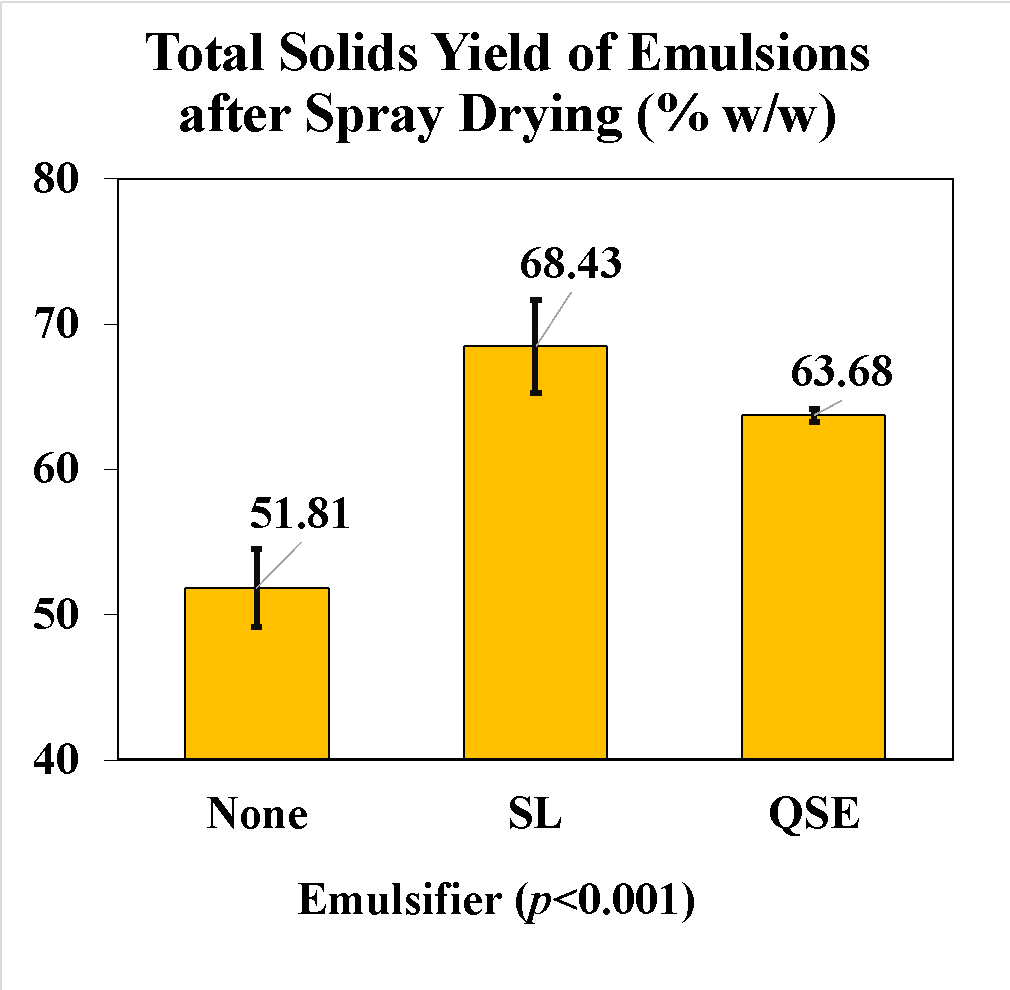 Total Solids Yield of Emulsions
after Spray Drying (% w/w)
80
68.43
70
63.68
60
51.81
50
40
None SL QSE
Emulsifier (p<0.001)